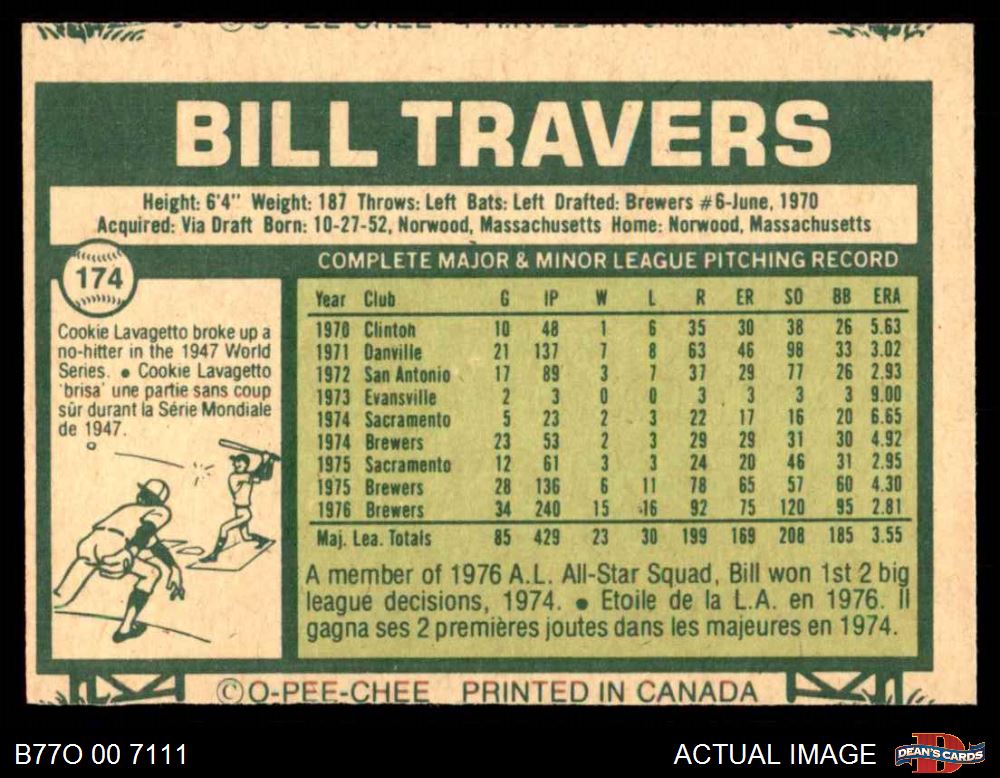 ©O-PEE-CHEE PRINTED IN CANADA
BILL TRAVERS
Height: 6'4" Weight: 187 Throws: Left Bats: Left Drafted: Brewers #6-June, 1970
Acquired: Via Draft Born: 10-27-52, Norwood, Massachusetts Home: Norwood, Massachusetts
174
COMPLETE MAJOR & MINOR LEAGUE PITCHING RECORD
Cookie Lavagetto broke up a
no-hitter in the 1947 World
Series. ● Cookie Lavagetto
'brisa' une partie sans coup
sûr durant la Série Mondiale
de 1947.
Year Club G IP W L R ER SO BB ERA
1970 Clinton 10 48 1 6 35 30 38 26 5.63
1971 Danville 21 137 7 8 63 46 98 33 3.02
1972 San Antonio 17 89 3 7 37 29 77 26 2.93
1973 Evansville 2 3 0 0 3 3 3 3 9.00
1974 Sacramento 5 23 2 3 22 17 16 20 6.65
1974 Brewers 23 53 2 3 29 29 31 30 4.92
1975 Sacramento 12 61 3 3 24 20 46 31 2.95
1975 Brewers 28 136 6 11 78 65 57 60 4.30
1976 Brewers 34 240 15 16 92 75 120 95 2.81
Maj. Lea. Totals 85 429 23 30 199 169 208 185 3.55
A member of 1976 A.L. All-Star Squad, Bill won 1st 2 big
league decisions, 1974. ● Etoile de la L.A. en 1976. Il
gagna ses 2 premières joutes dans les majeures en 1974.
©O-PEE-CHEE PRINTED IN CANADA
B77O 00 7111
ACTUAL IMAGE
DEAN'S CARDS